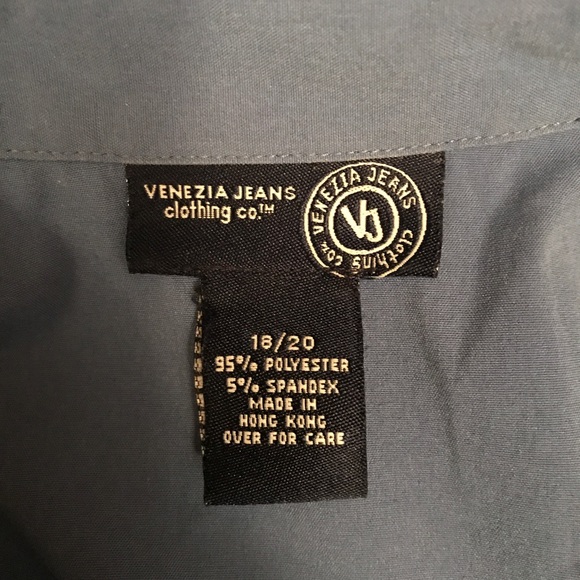 VENEZIA JEANS
clothing co.™
VENEZIA JEANS
clothing co.™
VJ
18/20
95% POLYESTER
5% SPANDEX
MADE IN
HONG KONG
OVER FOR CARE